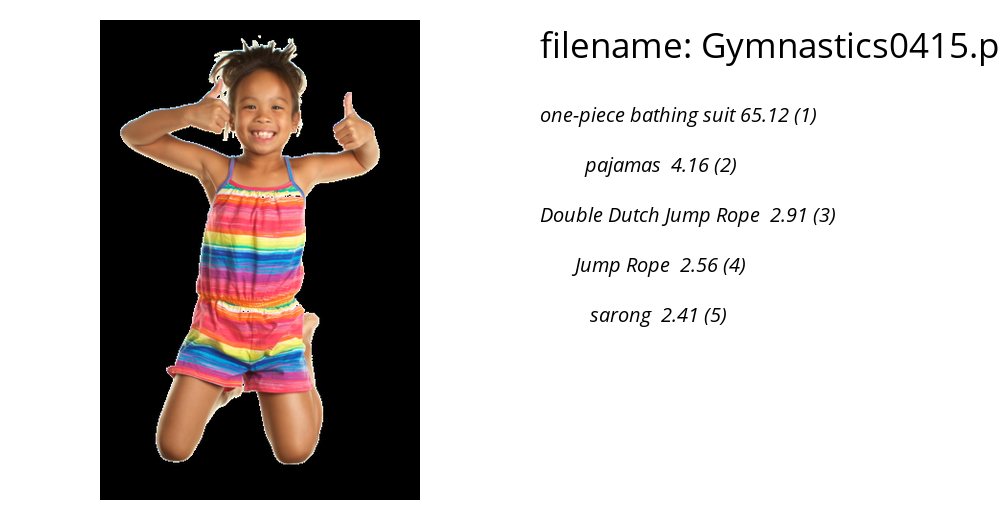 filename: Gymnastics0415.p
one-piece bathing suit 65.12 (1)
pajamas 4.16 (2)
Double Dutch Jump Rope 2.91 (3)
Jump Rope 2.56 (4)
sarong 2.41 (5)